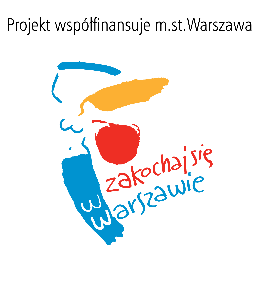 Projekt współfinansuje m.st.Warszawa
zakochaj się
w
Warszawie